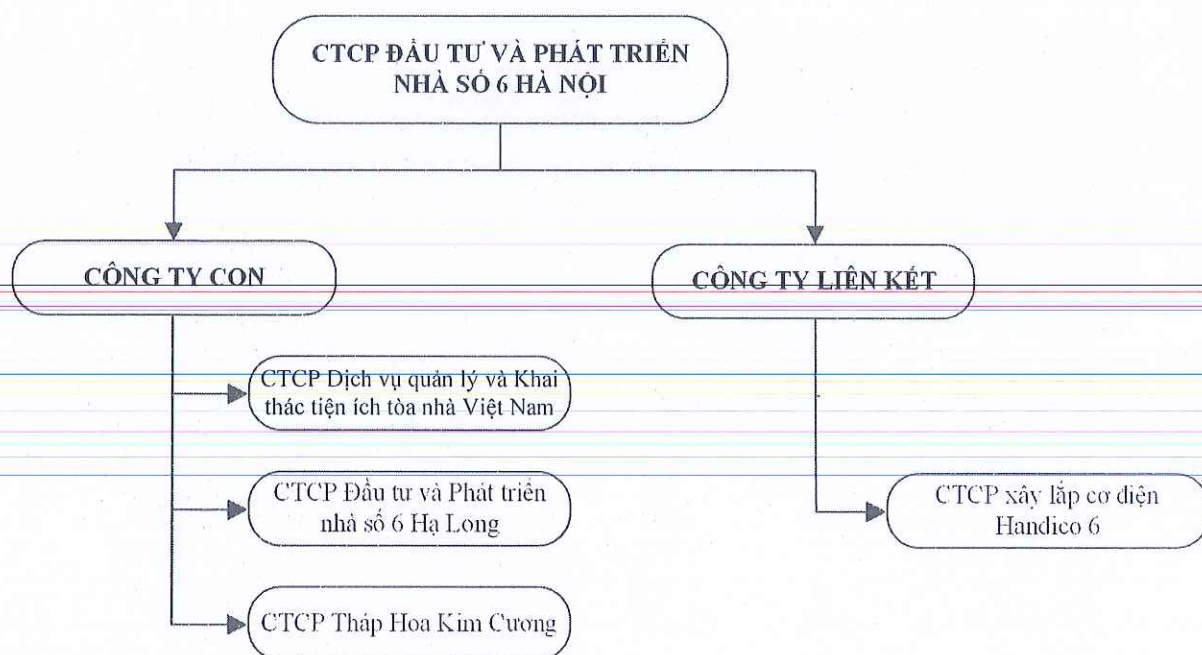 CTCP ĐẦU TƯ VÀ PHÁT TRIỂN
NHÀ SỐ 6 HÀ NỘI
CÔNG TY CON
CÔNG TY LIÊN KẾT
CTCP Dịch vụ quản lý và Khai
thác tiện ích tòa nhà Việt Nam
CTCP Đầu tư và Phát triển
nhà số 6 Hạ Long
CTCP xây lắp cơ điện
Handico 6
CTCP Tháp Hoa Kim Cương